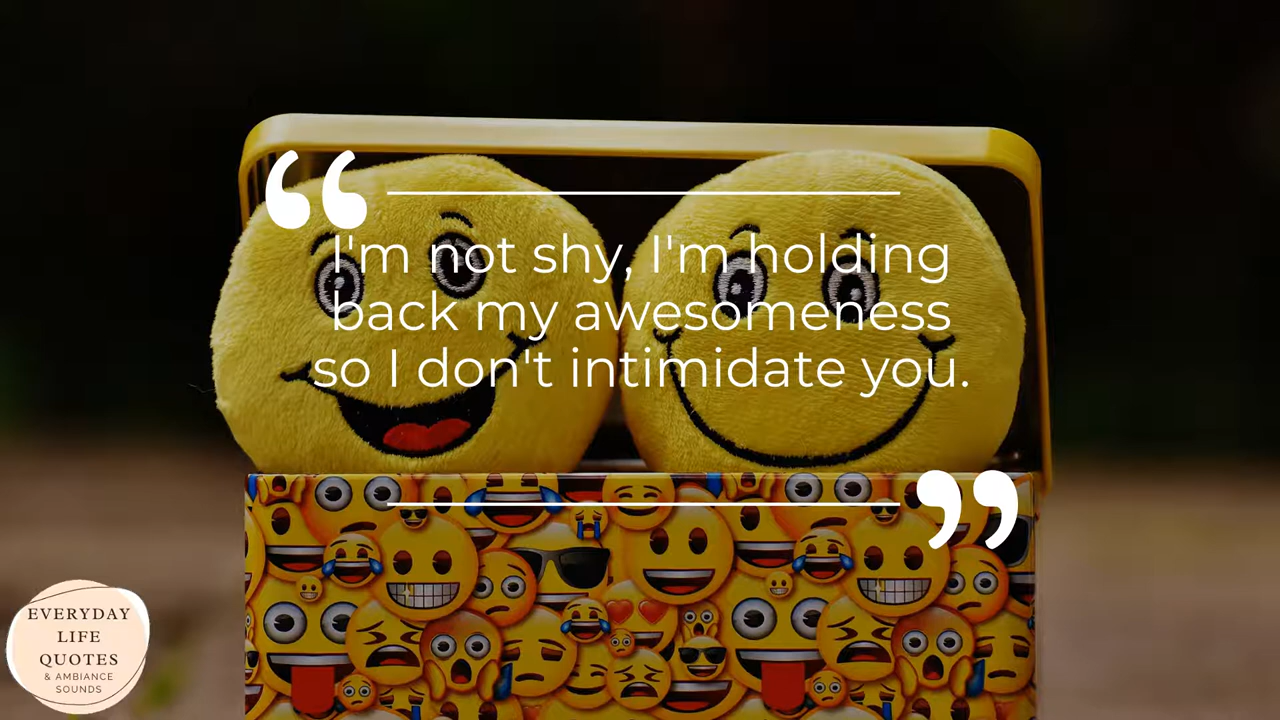 “
I'm not shy, I'm holding
back my awesomeness
so I don't intimidate you.
”
EVERYDAY
LIFE
QUOTES
& AMBIANCE
SOUNDS